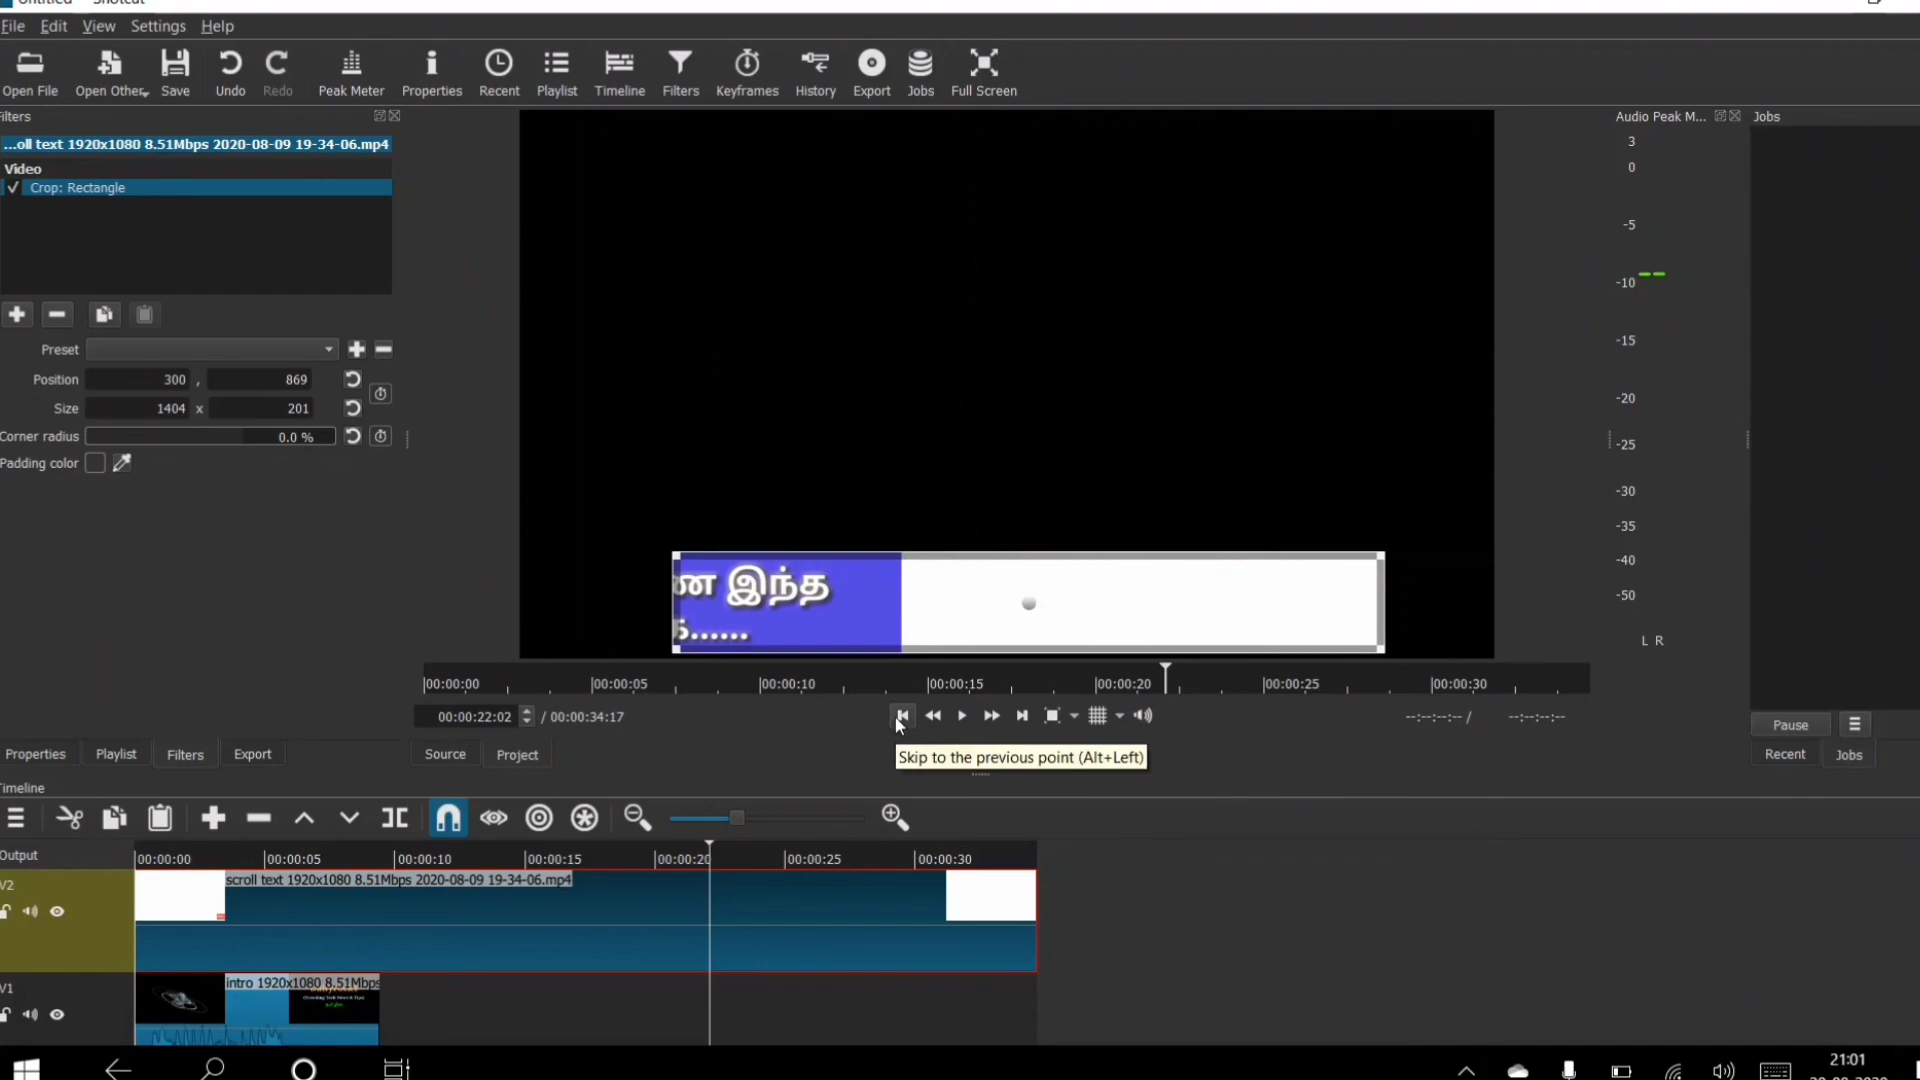 File Edit View Settings Help
Open File Open Other Save Undo Redo Peak Meter Properties Recent Playlist Timeline Filters Keyframes History Export Jobs Full Screen
ilters
Audio Peak M... Jobs
...oll text 1920x1080 8.51Mbps 2020-08-09 19-34-06.mp4
Video
✓ Crop: Rectangle
3
0
-5
-10
-15
-20
-25
-30
-35
-40
-50
L R
Preset
Position 300 , 869
Size 1404 x 201
Corner radius 0.0 %
Padding color
இந்த
......
00:00:00 00:00:05 00:00:10 00:00:15 00:00:20 00:00:25 00:00:30
00:00:22:02 / 00:00:34:17
--:--:--:-- / --:--:--:--
Skip to the previous point (Alt+Left)
Pause
Properties Playlist Filters Export
Source Project
Recent Jobs
Timeline
Output
00:00:00 00:00:05 00:00:10 00:00:15 00:00:20 00:00:25 00:00:30
V2
scroll text 1920x1080 8.51Mbps 2020-08-09 19-34-06.mp4
V1
intro 1920x1080 8.51Mbps
21:01